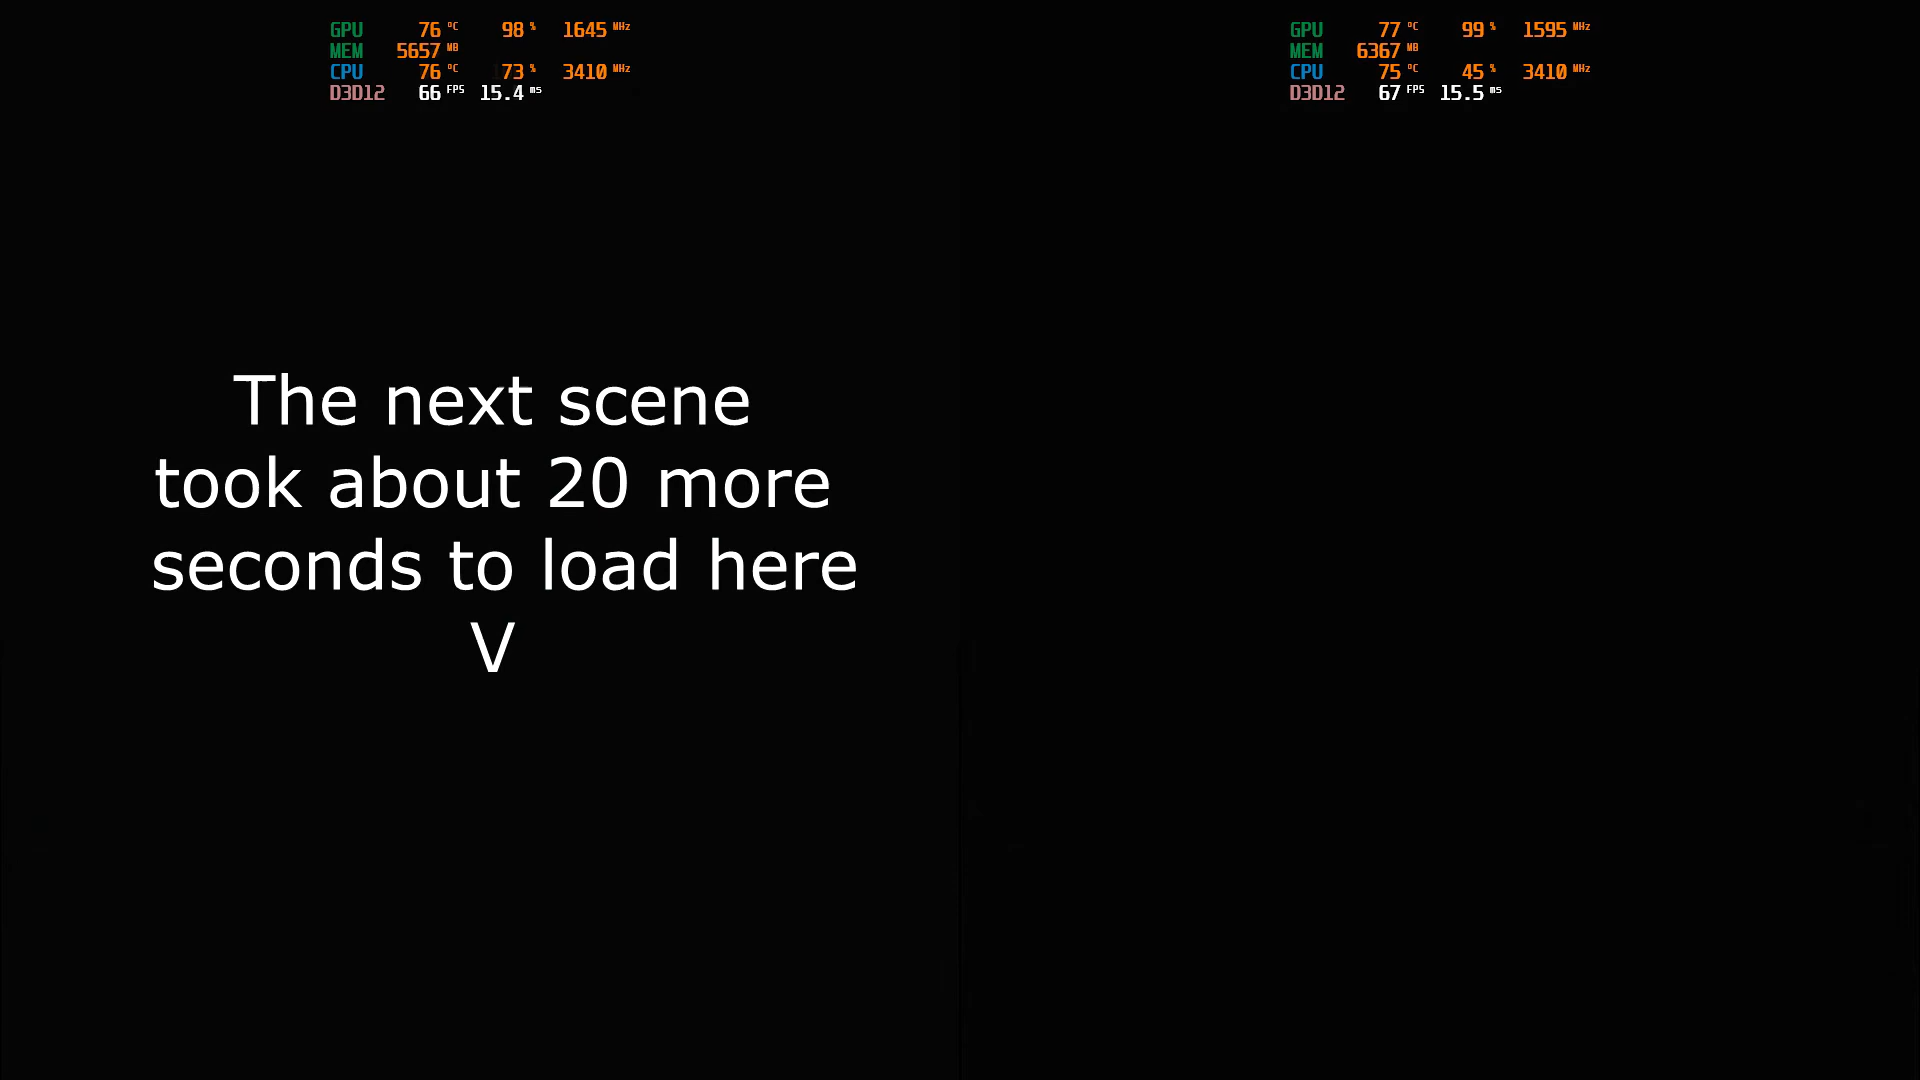 GPU 76 °C 98 % 1645 MHz
MEM 5657 MB
CPU 76 °C 73 % 3410 MHz
D3D12 66 FPS 15.4 ms
GPU 77 °C 99 % 1595 MHz
MEM 6367 MB
CPU 75 °C 45 % 3410 MHz
D3D12 67 FPS 15.5 ms
The next scene
took about 20 more
seconds to load here
V